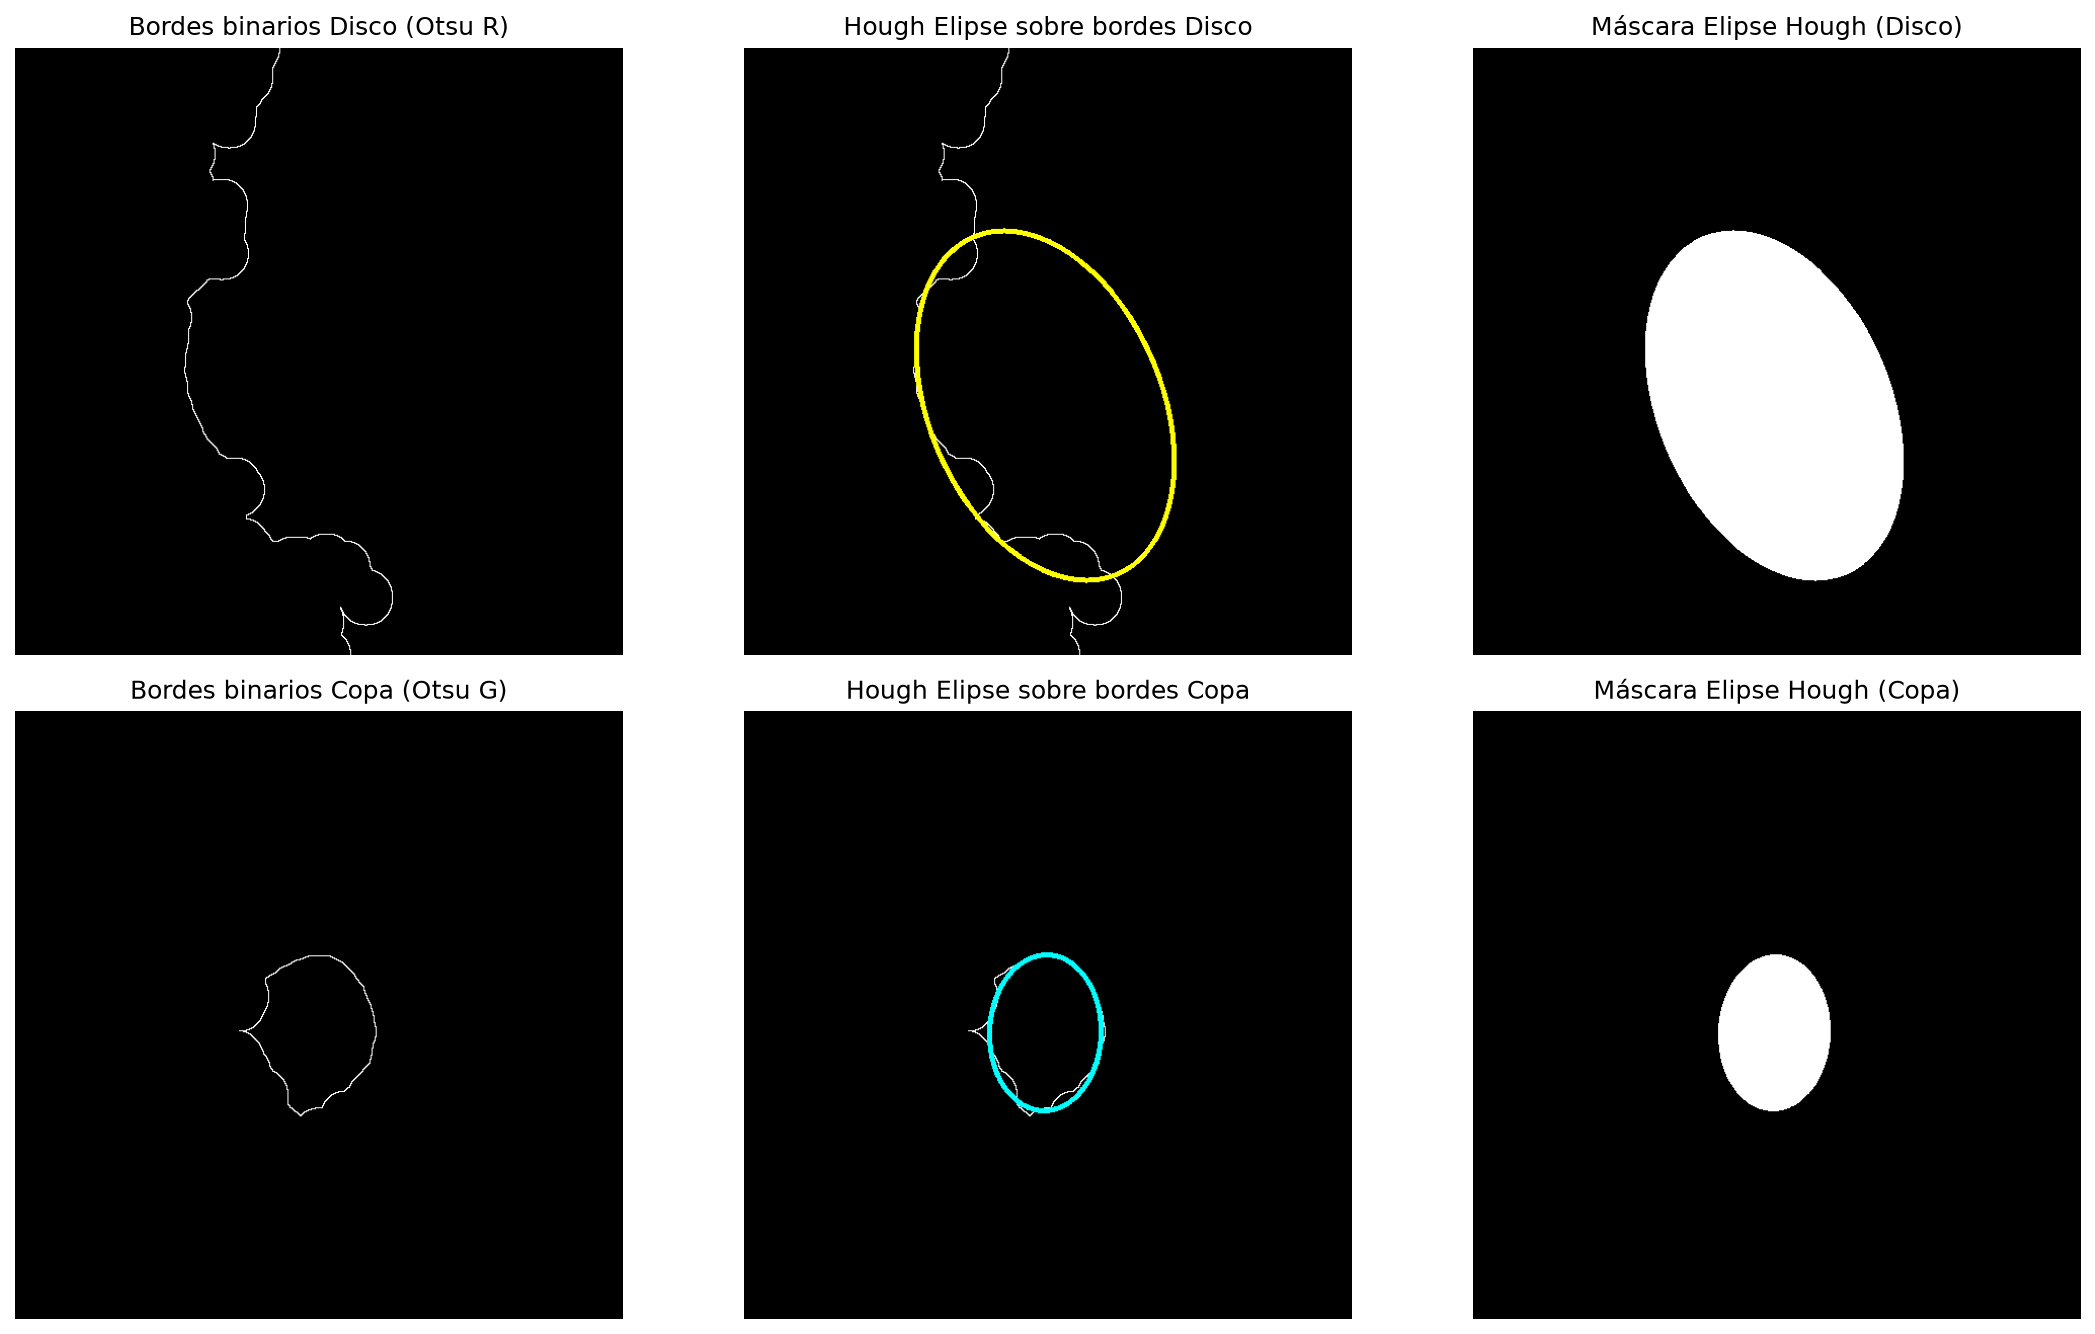 Bordes binarios Disco (Otsu R)
Hough Elipse sobre bordes Disco
Máscara Elipse Hough (Disco)
Bordes binarios Copa (Otsu G)
Hough Elipse sobre bordes Copa
Máscara Elipse Hough (Copa)